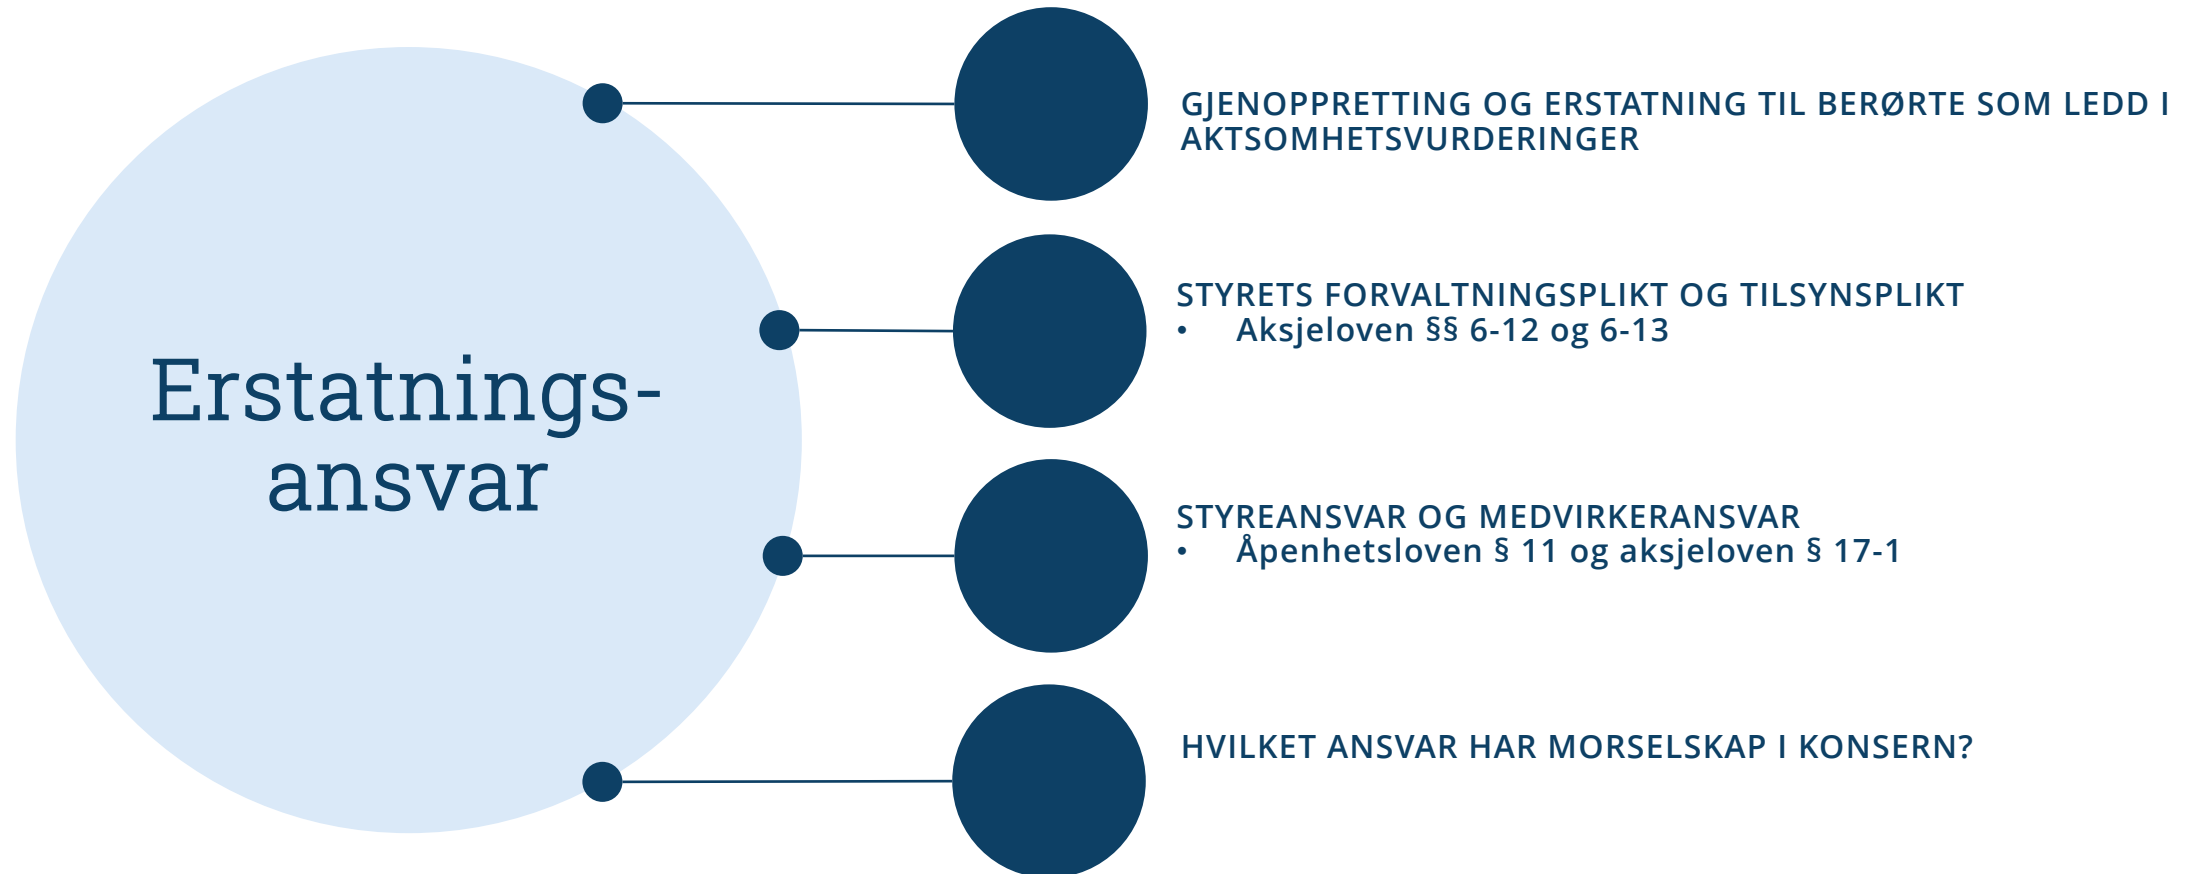 Erstatnings-
ansvar
GJENOPPRETTING OG ERSTATNING TIL BERØRTE SOM LEDD I
AKTSOMHETSVURDERINGER
STYRETS FORVALTNINGSPLIKT OG TILSYNSPLIKT
• Aksjeloven §§ 6-12 og 6-13
STYREANSVAR OG MEDVIRKERANSVAR
• Åpenhetsloven § 11 og aksjeloven § 17-1
HVILKET ANSVAR HAR MORSELSKAP I KONSERN?